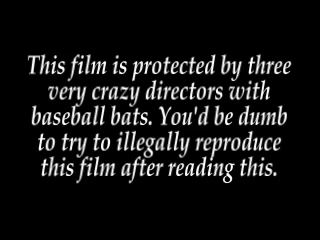 This film is protected by three
very crazy directors with
baseball bats. You'd be dumb
to try to illegally reproduce
this film after reading this.